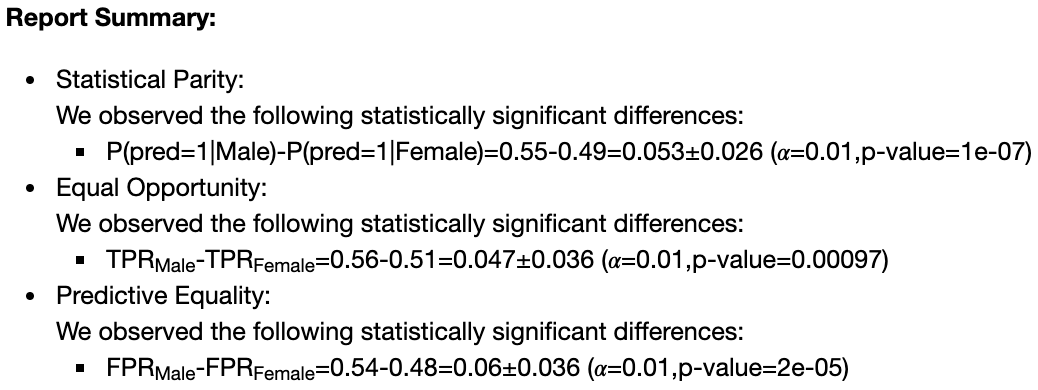 Report Summary:
• Statistical Parity:
We observed the following statistically significant differences:
▪ P(pred=1|Male)-P(pred=1|Female)=0.55-0.49=0.053±0.026 (α=0.01,p-value=1e-07)
• Equal Opportunity:
We observed the following statistically significant differences:
▪ TPRMale-TPRFemale=0.56-0.51=0.047±0.036 (α=0.01,p-value=0.00097)
• Predictive Equality:
We observed the following statistically significant differences:
▪ FPRMale-FPRFemale=0.54-0.48=0.06±0.036 (α=0.01,p-value=2e-05)